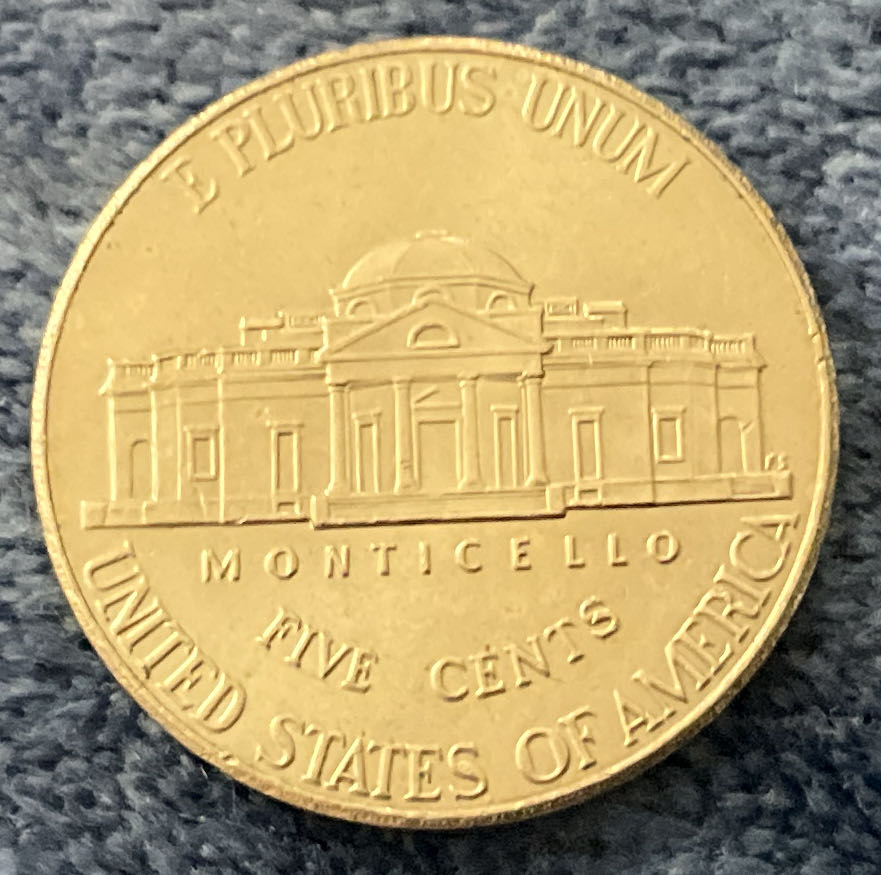 E PLURIBUS UNUM
MONTICELLO
FIVE CENTS
UNITED STATES OF AMERICA